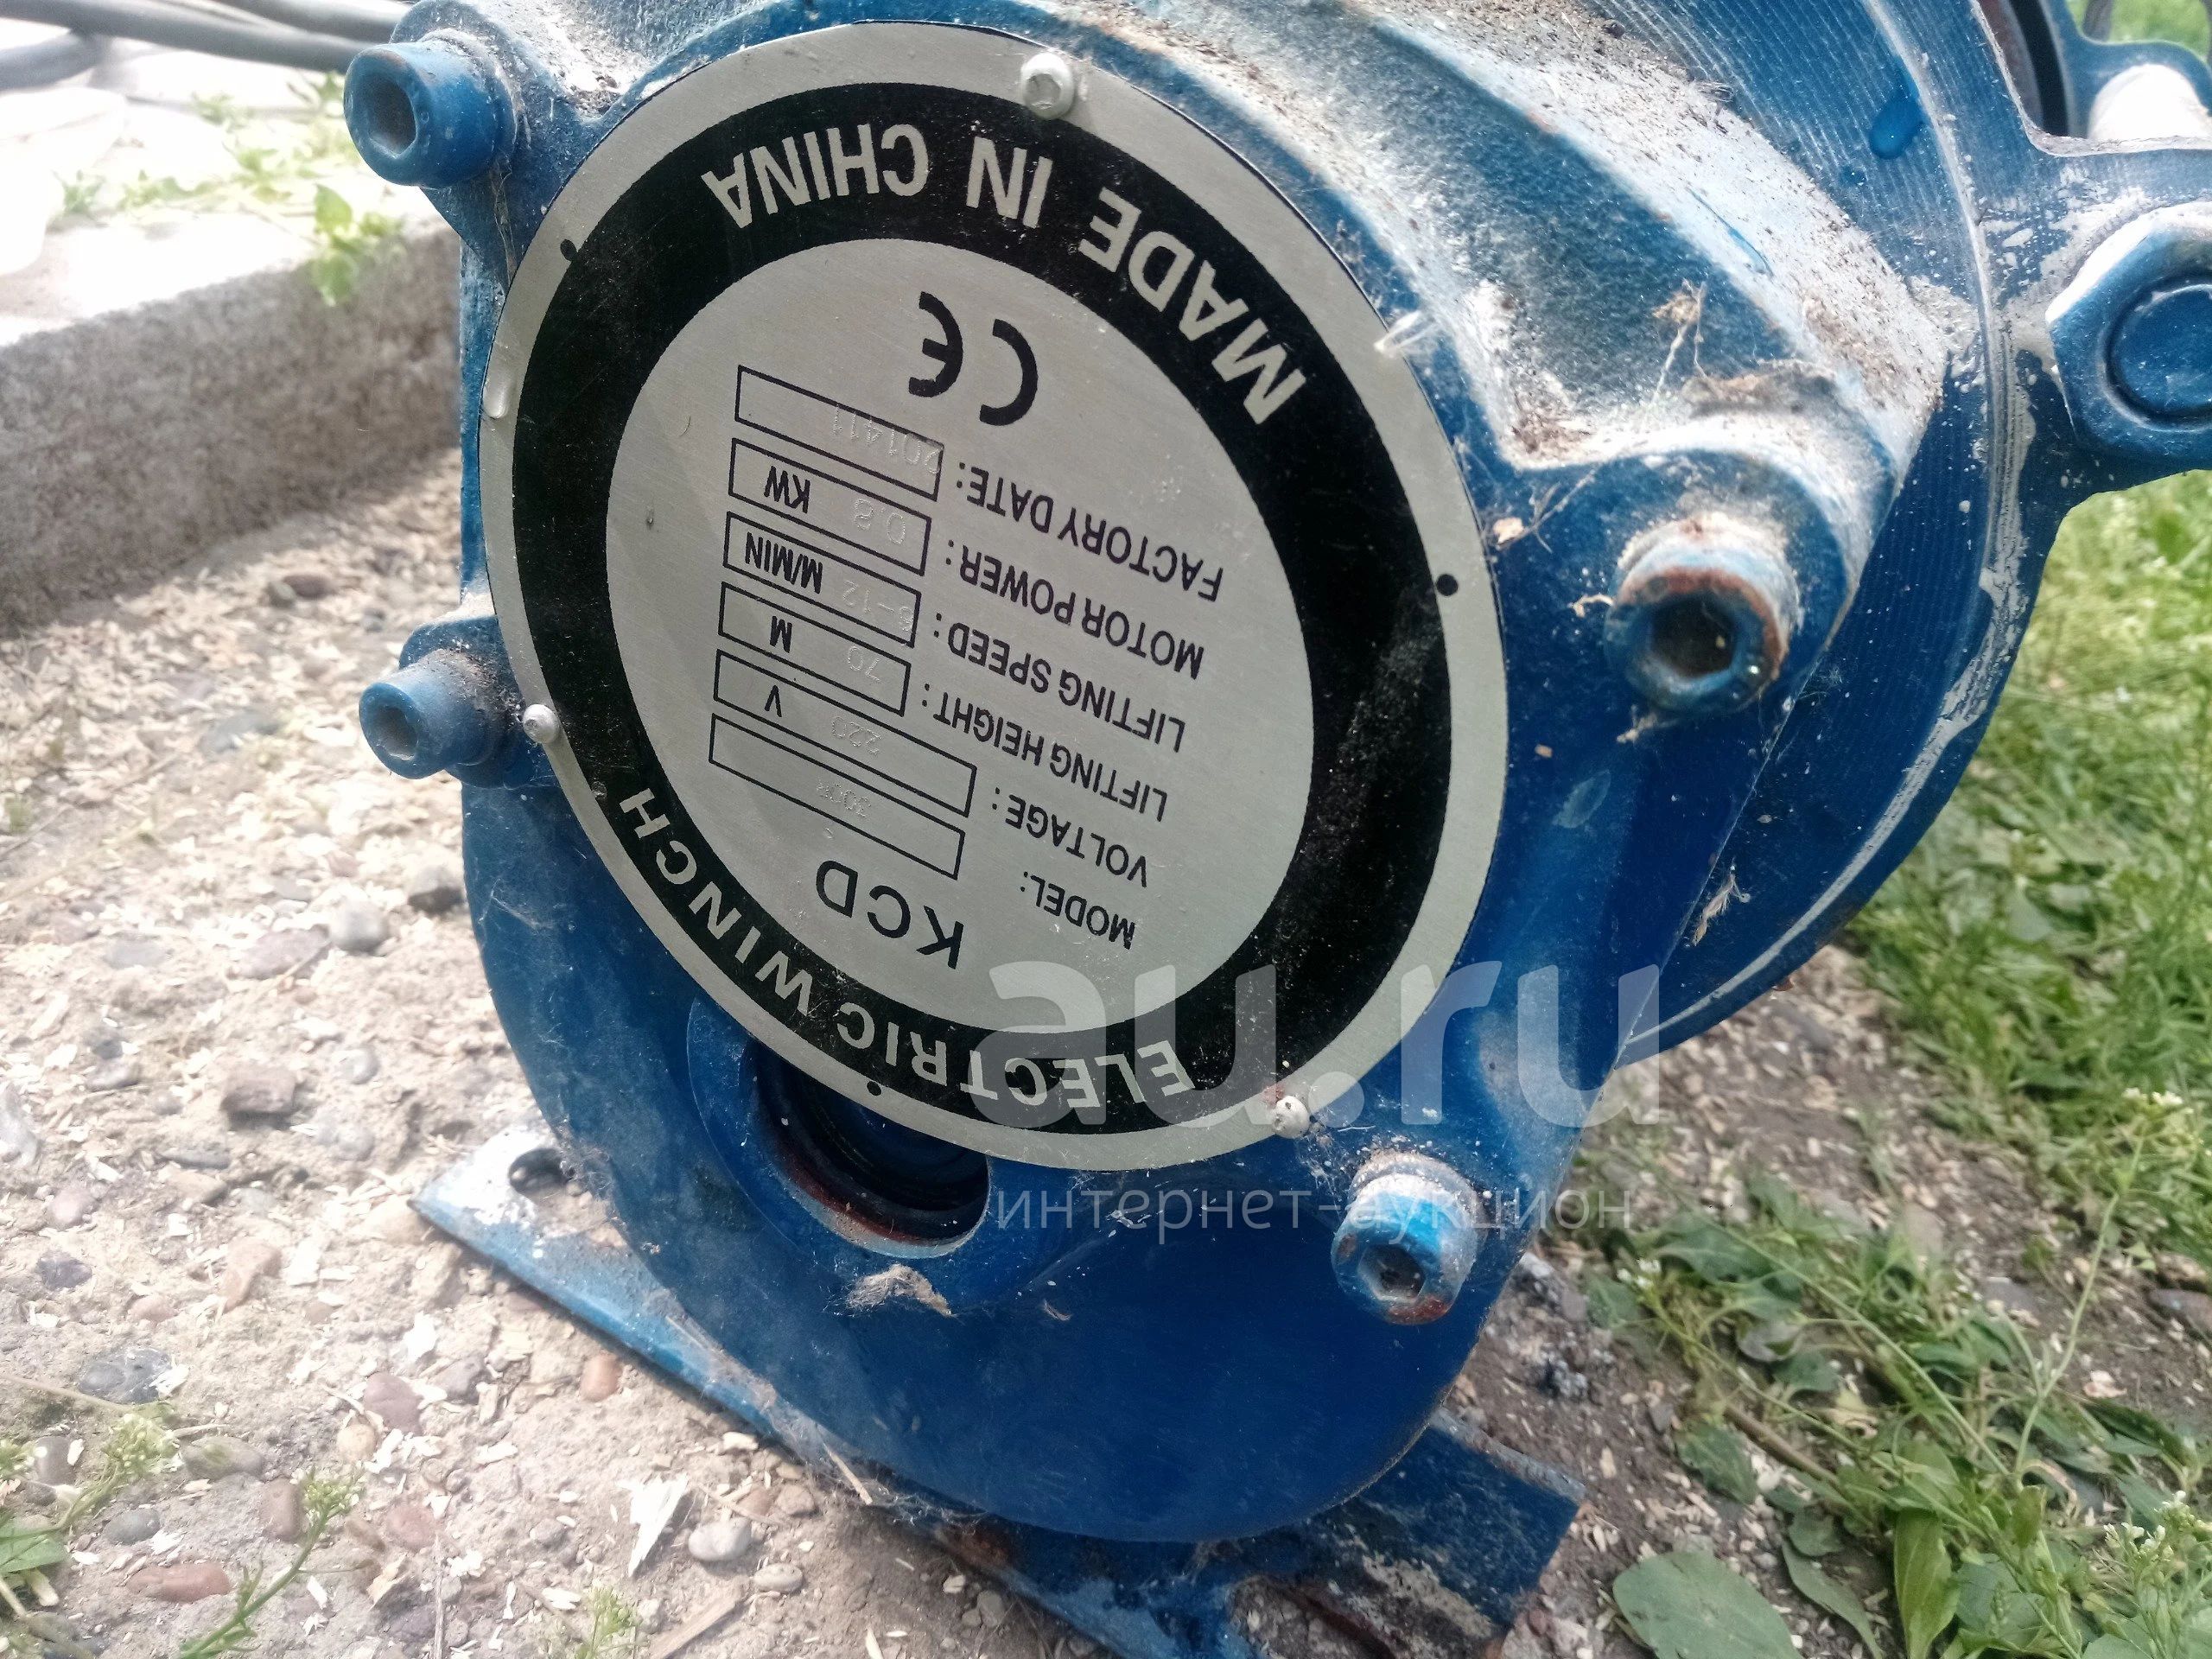 ELECTRIC WINCH
KCD
MODEL:
VOLTAGE: 220 V
LIFTING HEIGHT: 70 M
LIFTING SPEED: 6-12 M/MIN
MOTOR POWER: 0.8 KW
FACTORY DATE: 201411
CE
MADE IN CHINA
au.ru
интернет-аукцион